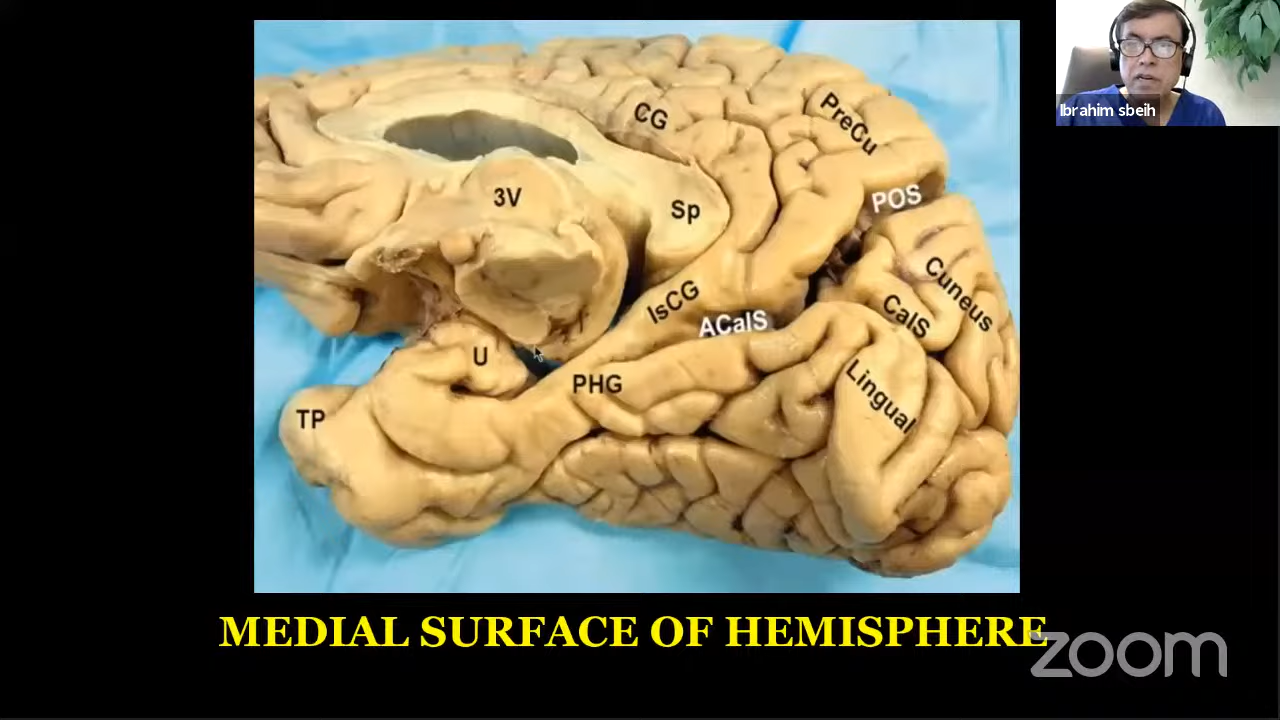 Ibrahim sbeih
CG
PreCu
3V
Sp
POS
IsCG
ACalS
Cuneus
CalS
U
PHG
Lingual
TP
MEDIAL SURFACE OF HEMISPHERE
zoom